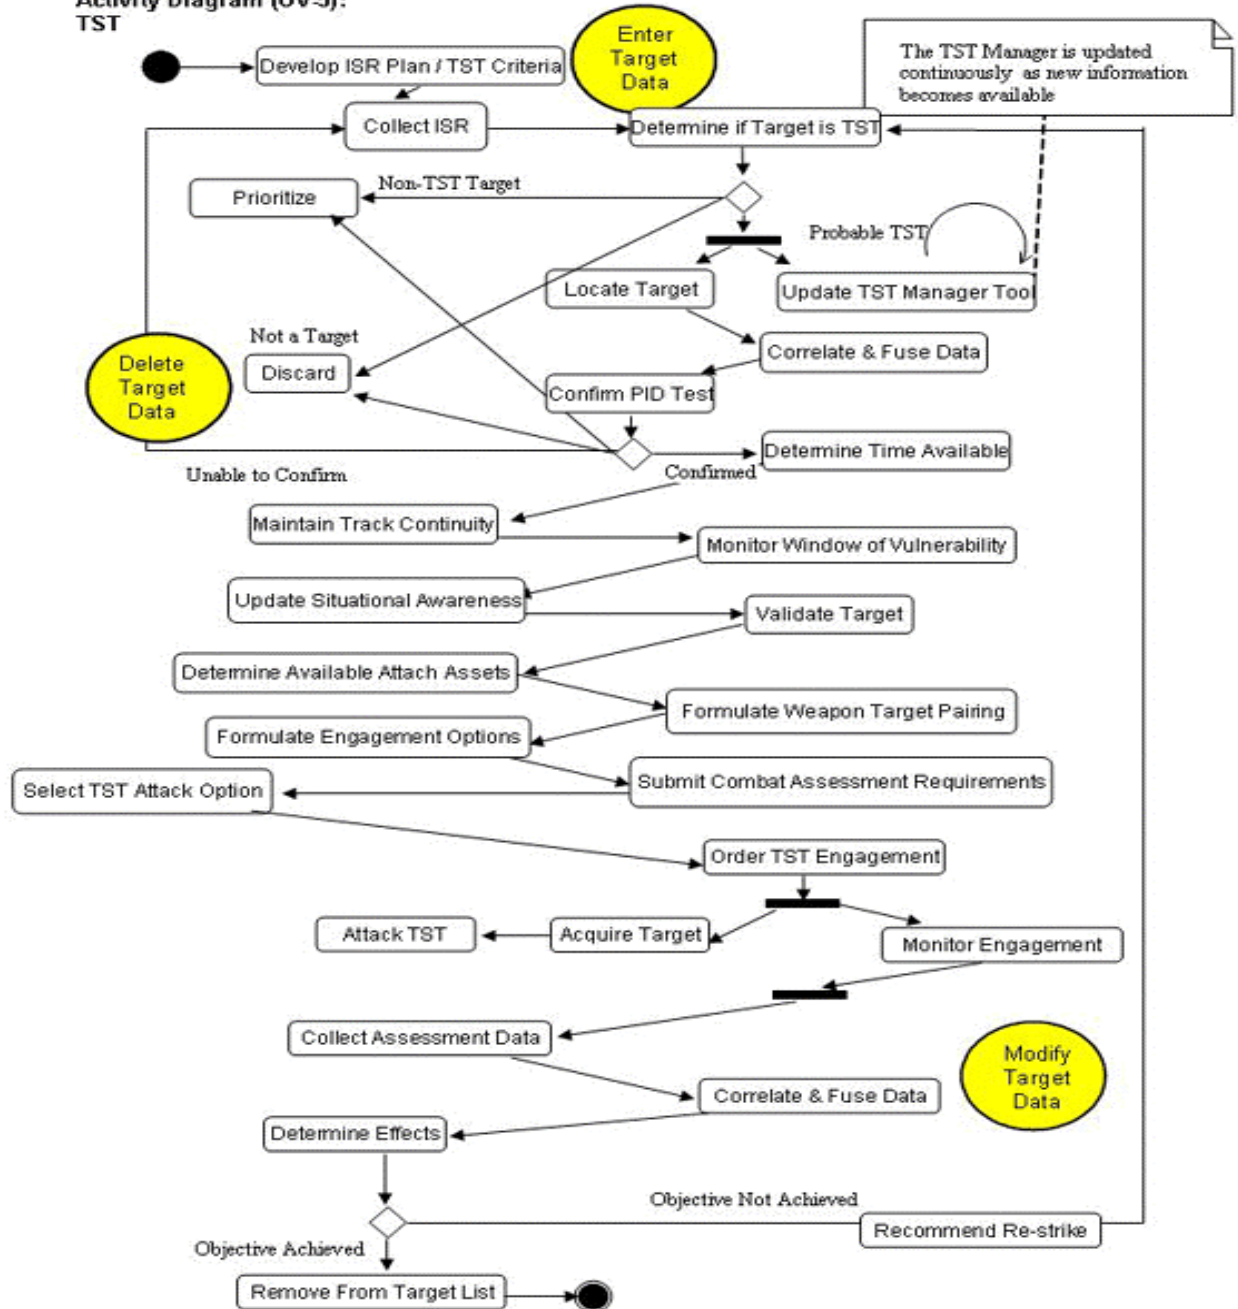 Activity Diagram (OV-5):
TST
Enter
Target
Data
The TST Manager is updated
continuously as new information
becomes available
Develop ISR Plan / TST Criteria
Collect ISR
Determine if Target is TST
Prioritize
Non-TST Target
Probable TST
Locate Target
Update TST Manager Tool
Not a Target
Delete
Target
Data
Discard
Correlate & Fuse Data
Confirm PID Test
Determine Time Available
Unable to Confirm
Confirmed
Maintain Track Continuity
Monitor Window of Vulnerability
Update Situational Awareness
Validate Target
Determine Available Attach Assets
Formulate Weapon Target Pairing
Formulate Engagement Options
Submit Combat Assessment Requirements
Select TST Attack Option
Order TST Engagement
Attack TST
Acquire Target
Monitor Engagement
Collect Assessment Data
Modify
Target
Data
Correlate & Fuse Data
Determine Effects
Objective Not Achieved
Recommend Re-strike
Objective Achieved
Remove From Target List